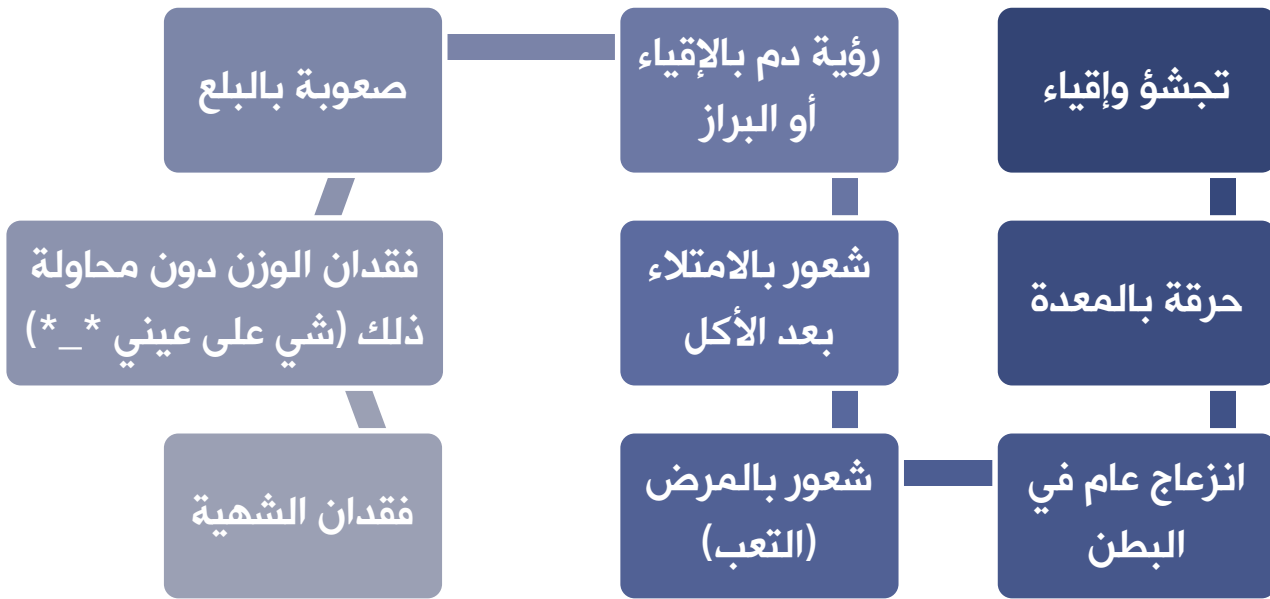 تجشؤ وإقياء
حرقة بالمعدة
انزعاج عام في
البطن
شعور بالمرض
(التعب)
شعور بالامتلاء
بعد الأكل
رؤية دم بالإقياء
أو البراز
صعوبة بالبلع
فقدان الوزن دون محاولة
ذلك (شي على عيني *_*)
فقدان الشهية